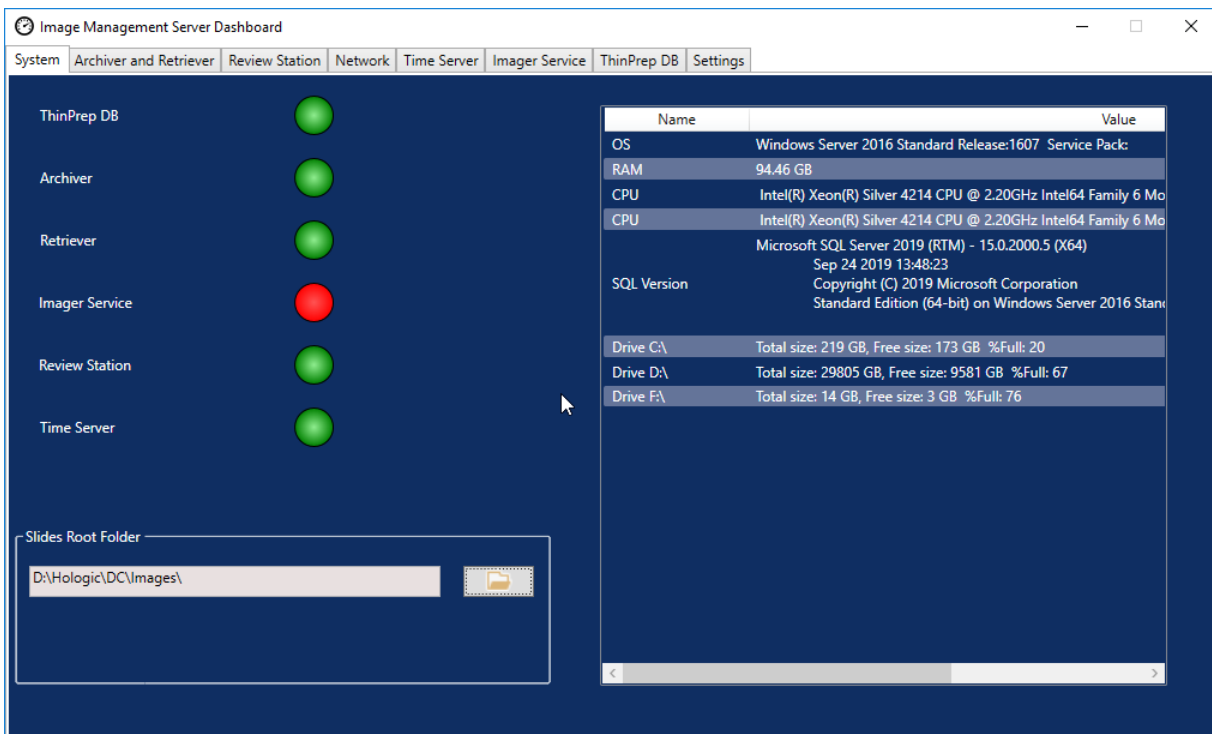 Image Management Server Dashboard
System Archiver and Retriever Review Station Network Time Server Imager Service ThinPrep DB Settings
ThinPrep DB
Archiver
Retriever
Imager Service
Review Station
Time Server
Slides Root Folder
D:\Hologic\DC\Images\
Name Value
OS Windows Server 2016 Standard Release:1607 Service Pack:
RAM 94.46 GB
CPU Intel(R) Xeon(R) Silver 4214 CPU @ 2.20GHz Intel64 Family 6 Mo
CPU Intel(R) Xeon(R) Silver 4214 CPU @ 2.20GHz Intel64 Family 6 Mo
Microsoft SQL Server 2019 (RTM) - 15.0.2000.5 (X64)
Sep 24 2019 13:48:23
SQL Version Copyright (C) 2019 Microsoft Corporation
Standard Edition (64-bit) on Windows Server 2016 Stan
Drive C:\ Total size: 219 GB, Free size: 173 GB %Full: 20
Drive D:\ Total size: 29805 GB, Free size: 9581 GB %Full: 67
Drive F:\ Total size: 14 GB, Free size: 3 GB %Full: 76